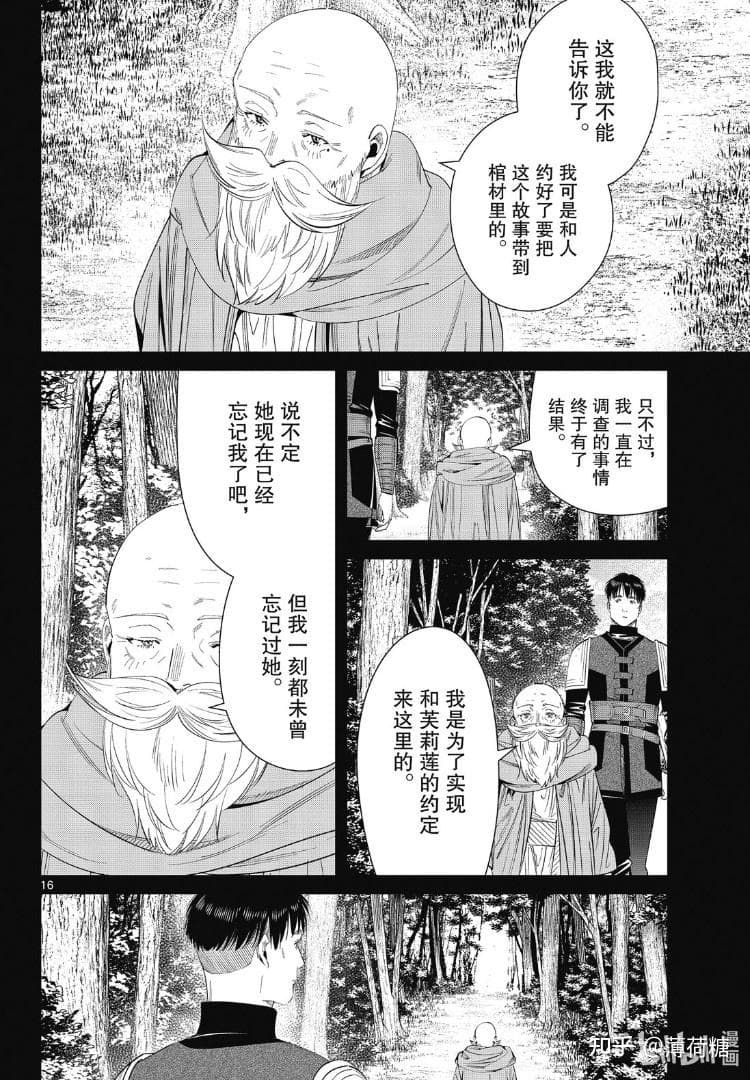 这我就不能
告诉你了。
我可是和人
约好了要把
这个故事带到
棺材里的。
只不过，
我一直在
调查的事情
终于有了
结果。
我是为了实现
和芙莉莲的约定
来这里的。
说不定
她现在已经
忘记我了吧，
但我一刻都未曾
忘记过她。
16
知乎 @薄荷糖
漫画